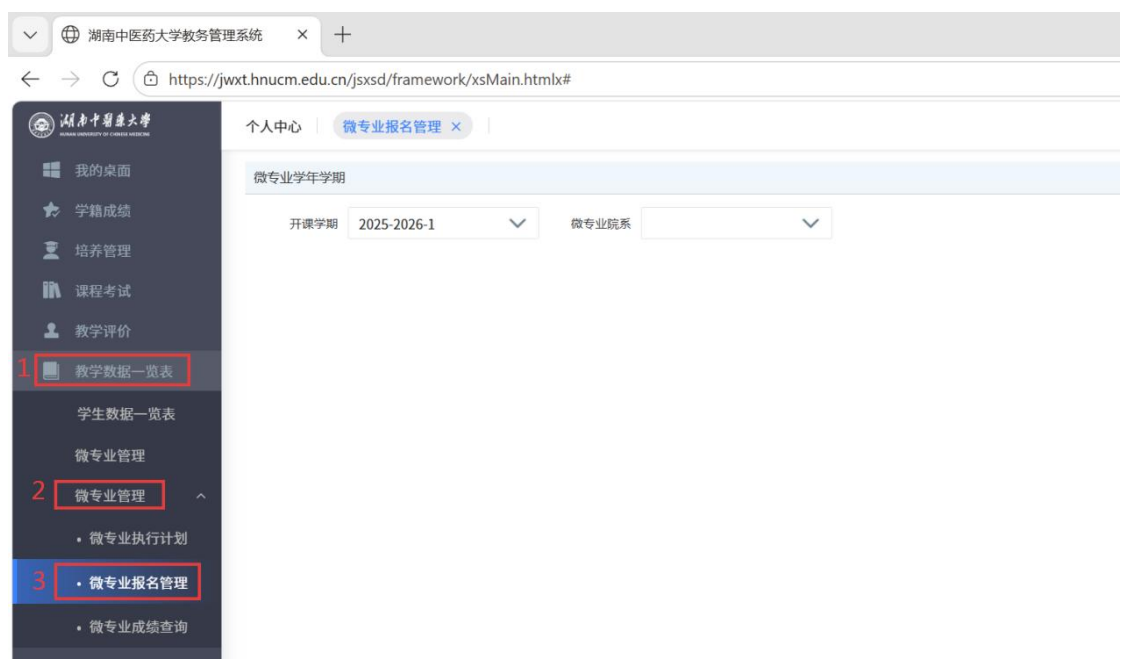 湖南中医药大学教务管理系统
https://jwxt.hnucm.edu.cn/jsxsd/framework/xsMain.htmlx#
湖南中醫藥大學
HUNAN UNIVERSITY OF CHINESE MEDICINE
个人中心 微专业报名管理 ×
微专业学年学期
开课学期 2025-2026-1 微专业院系
我的桌面
学籍成绩
培养管理
课程考试
教学评价
1 教学数据一览表
学生数据一览表
微专业管理
2 微专业管理
• 微专业执行计划
3 • 微专业报名管理
• 微专业成绩查询